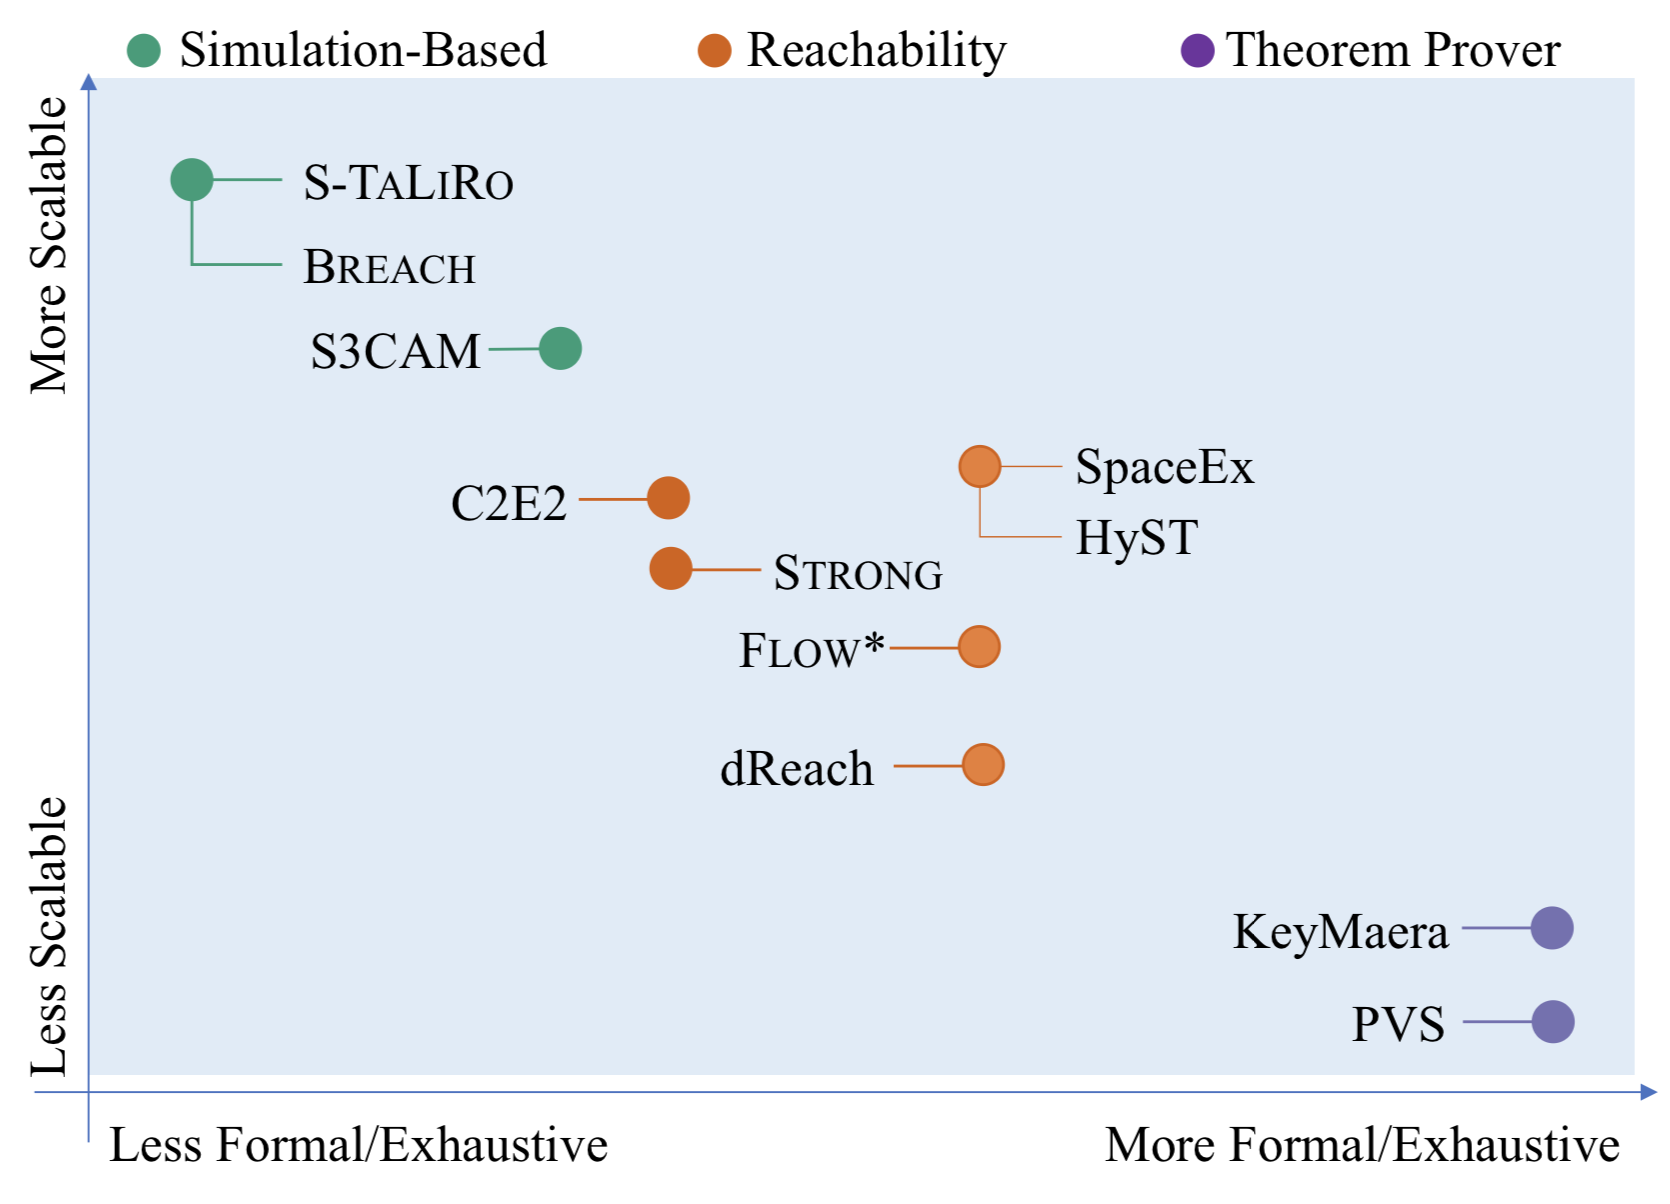 Simulation-Based
Reachability
Theorem Prover
More Scalable
Less Scalable
S-TALIRO
BREACH
S3CAM
SpaceEx
C2E2
HyST
STRONG
FLOW*
dReach
KeyMaera
PVS
Less Formal/Exhaustive
More Formal/Exhaustive